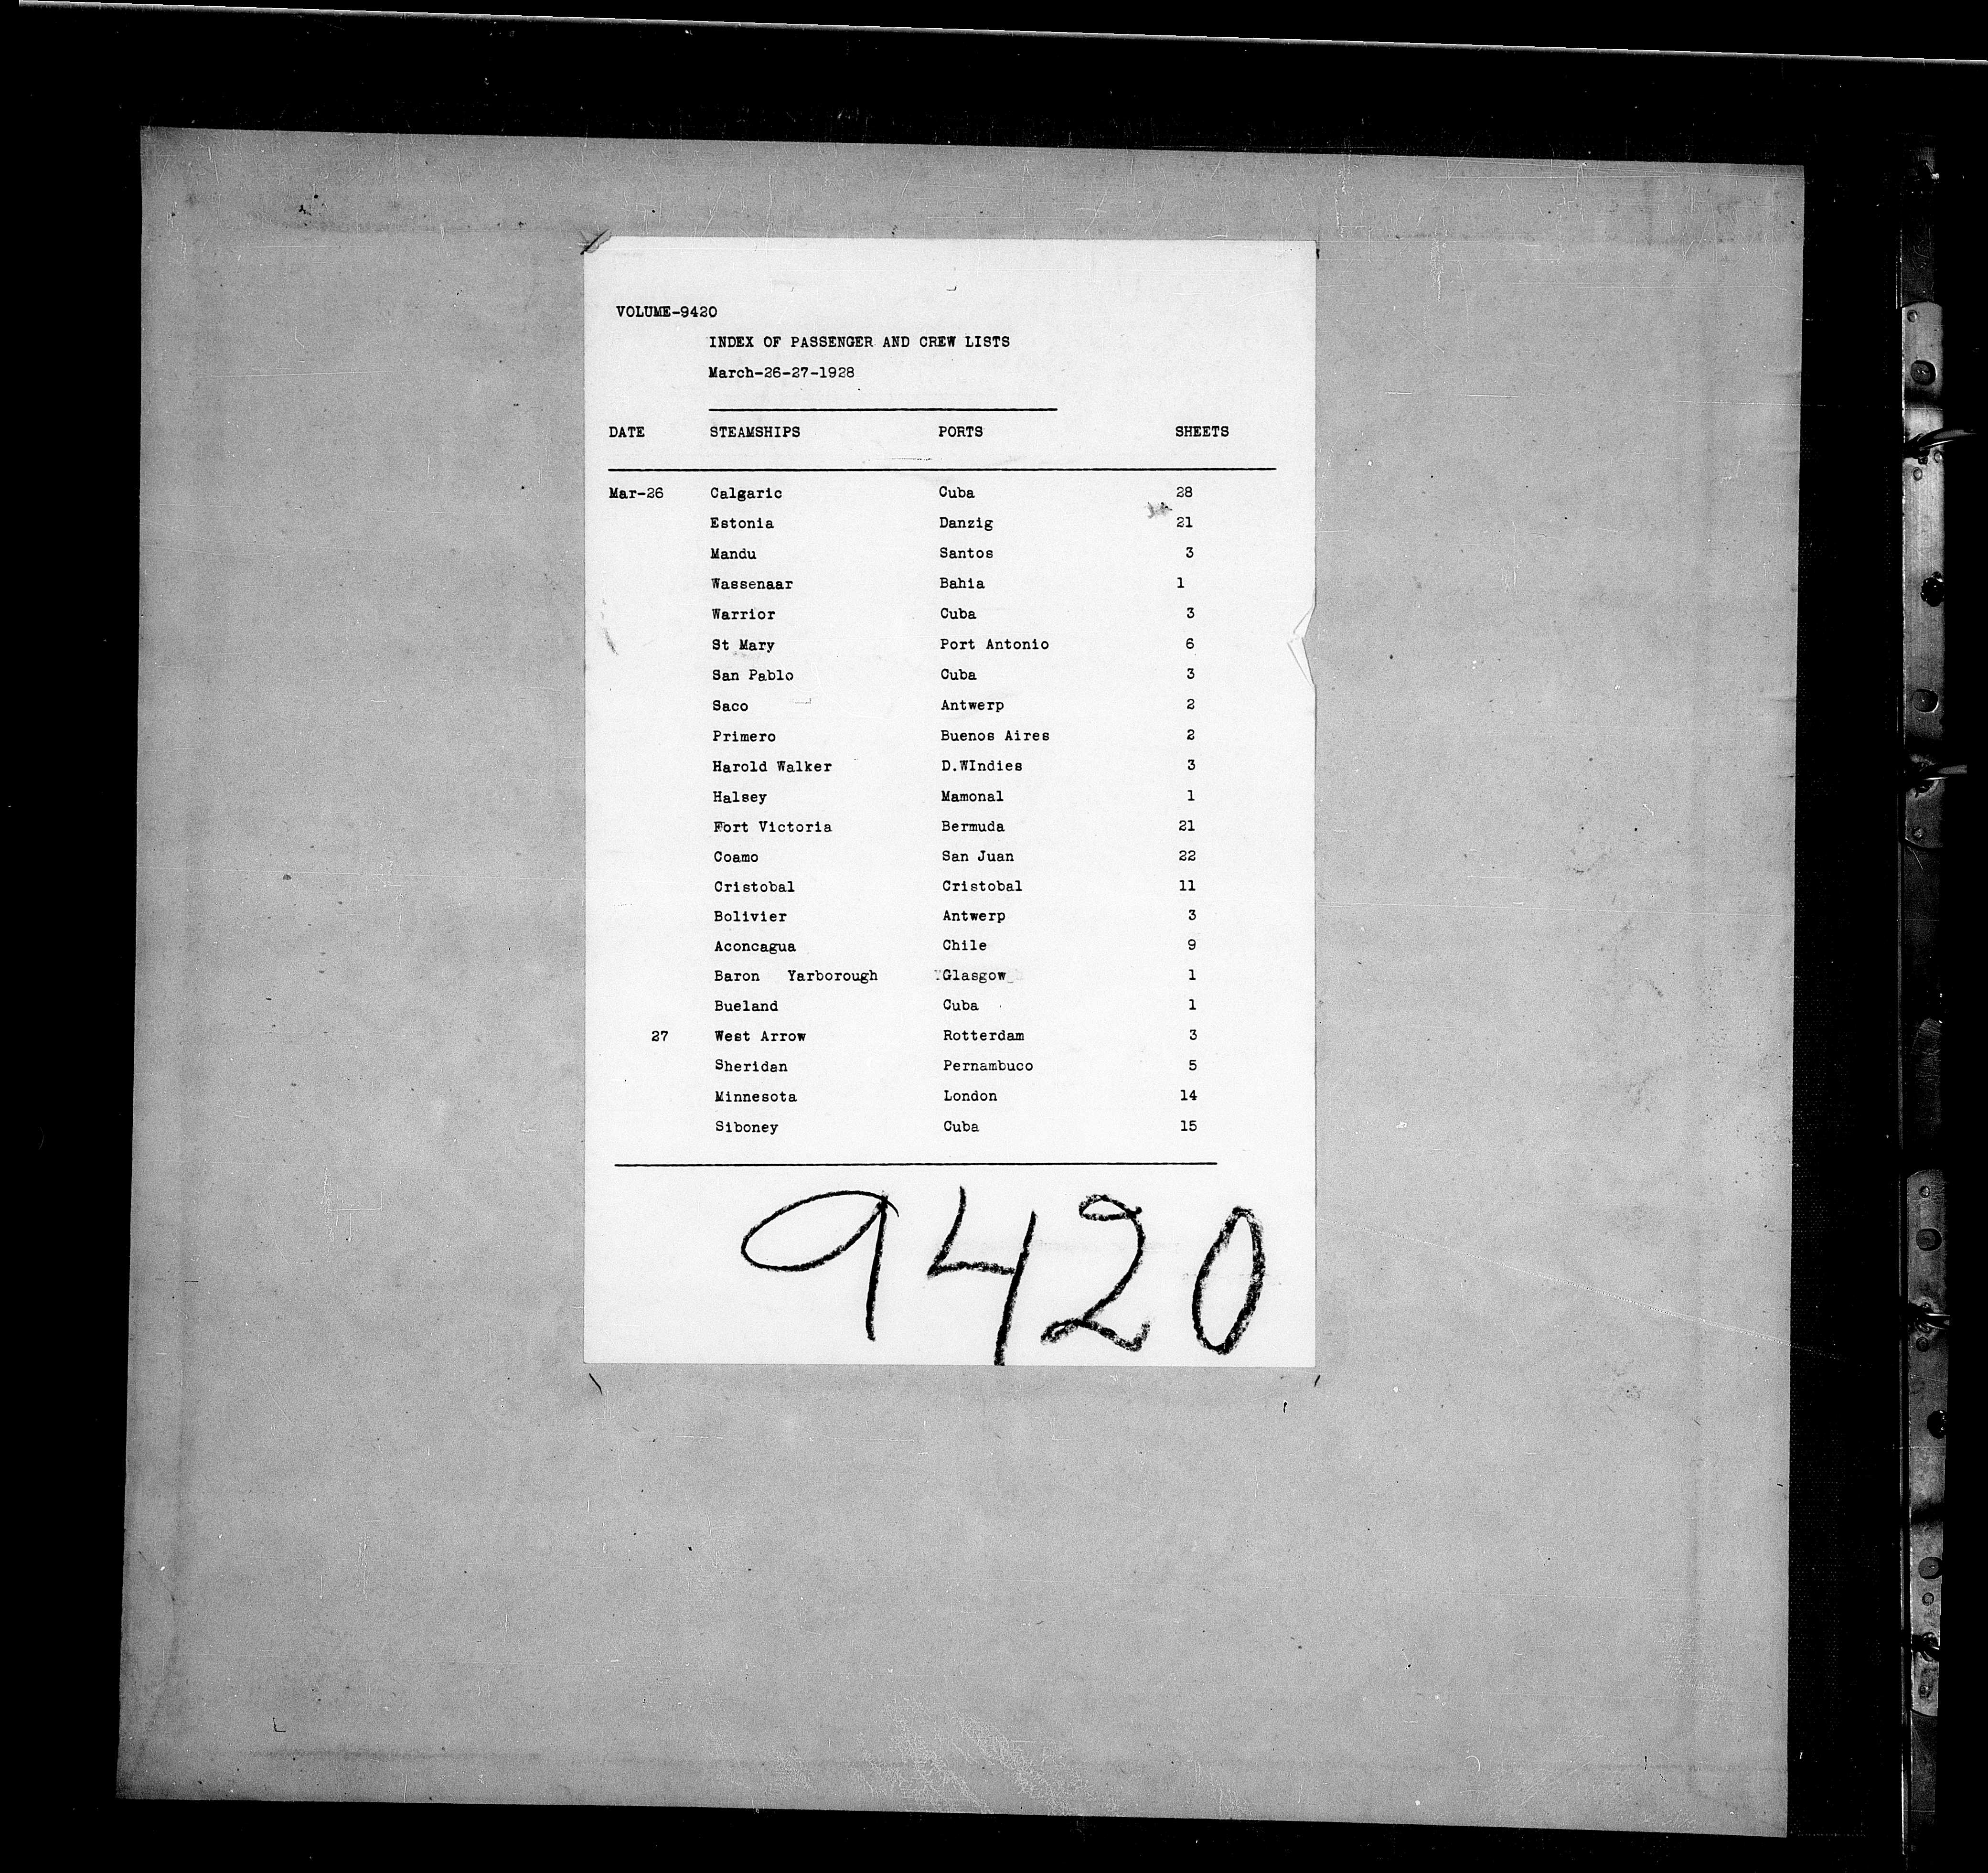 VOLUME-9420
INDEX OF PASSENGER AND CREW LISTS
March-26-27-1928
DATE STEAMSHIPS PORTS SHEETS
Mar-26 Calgaric Cuba 28
Estonia Danzig 21
Mandu Santos 3
Wassenaar Bahia 1
Warrior Cuba 3
St Mary Port Antonio 6
San Pablo Cuba 3
Saco Antwerp 2
Primero Buenos Aires 2
Harold Walker D.WIndies 3
Halsey Mamonal 1
Fort Victoria Bermuda 21
Coamo San Juan 22
Cristobal Cristobal 11
Bolivier Antwerp 3
Aconcagua Chile 9
Baron Yarborough Glasgow 1
Bueland Cuba 1
27 West Arrow Rotterdam 3
Sheridan Pernambuco 5
Minnesota London 14
Siboney Cuba 15
9420